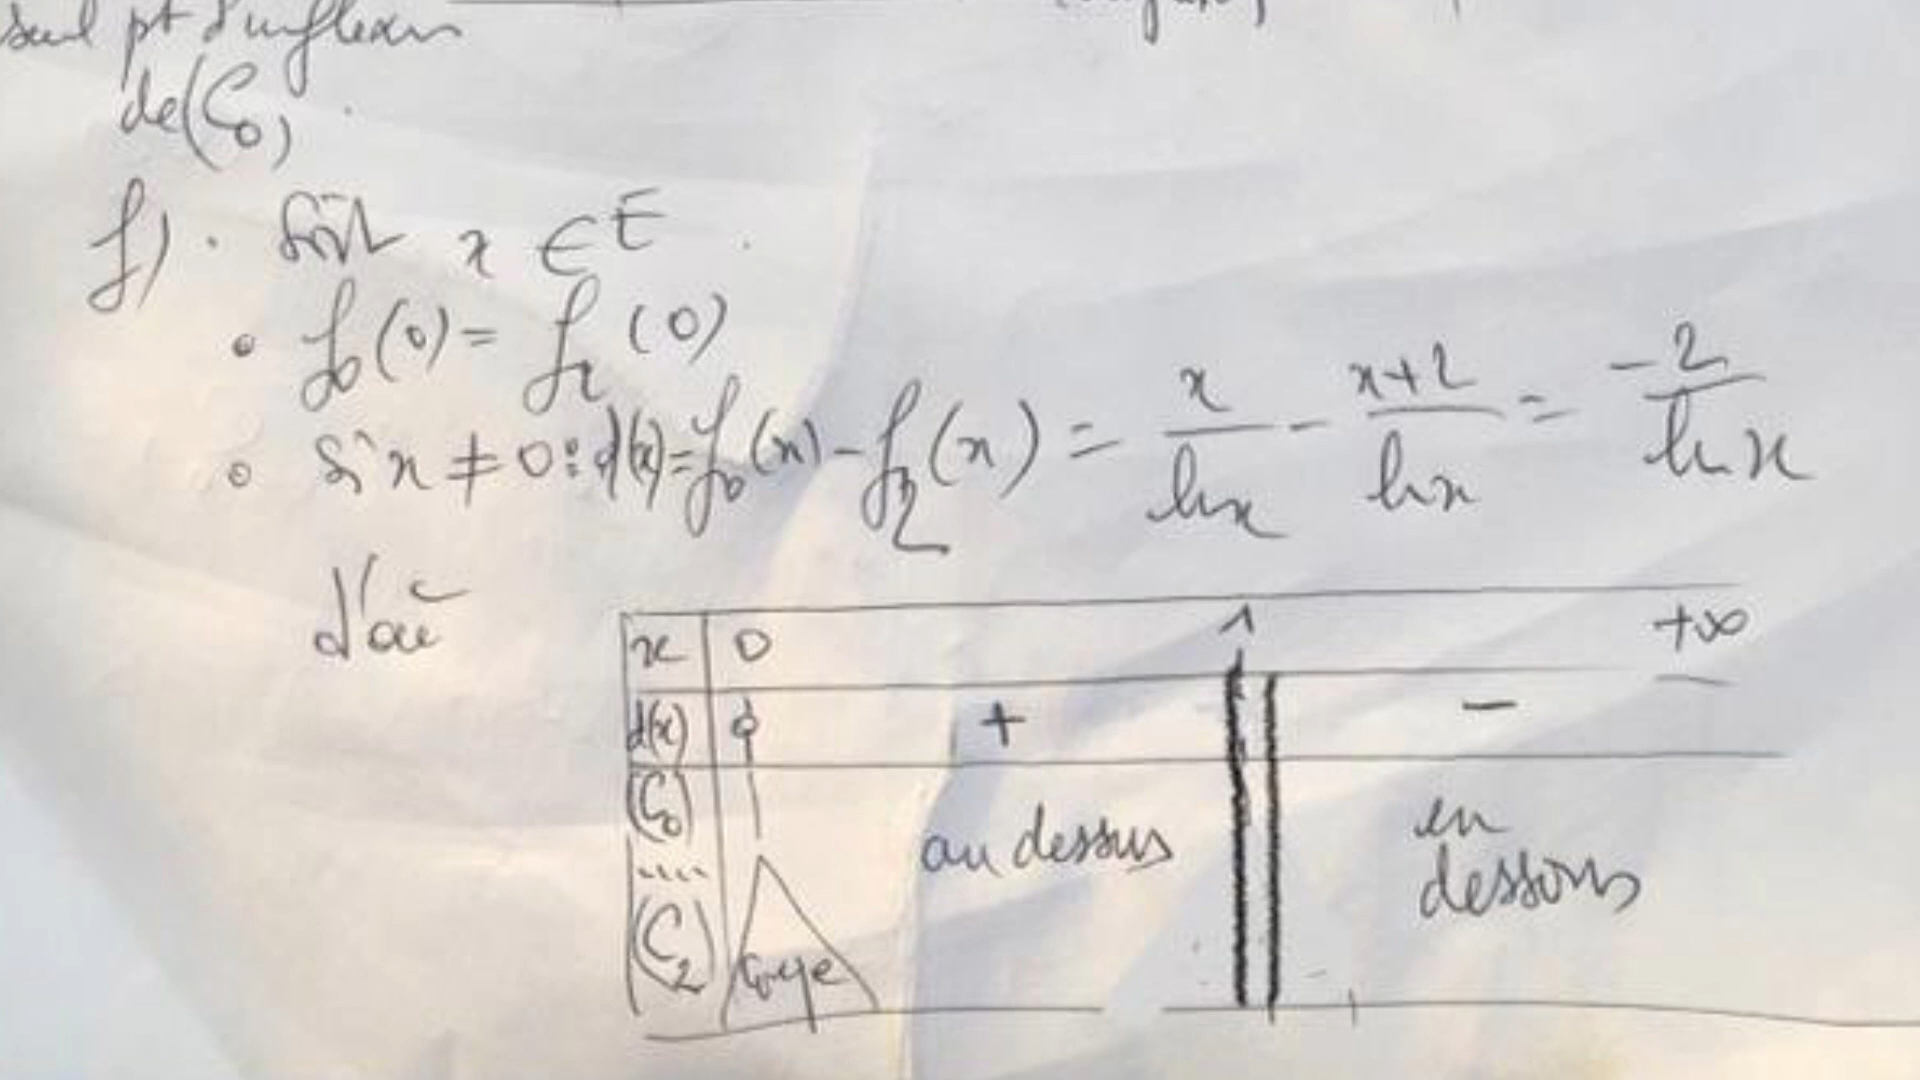 seul pt d'inflexion
de (C₀)
f). Soit x ∈ E.
• f₀(0) = f₂(0)
• Si x ≠ 0 : d(x) = f₀(x) - f₂(x) = x/ln x - x+2/ln x = -2/ln x
d'où
x 0 1 +∞
d(x) 0 + || -
(C₀) .... (C₂) au dessus || en dessous